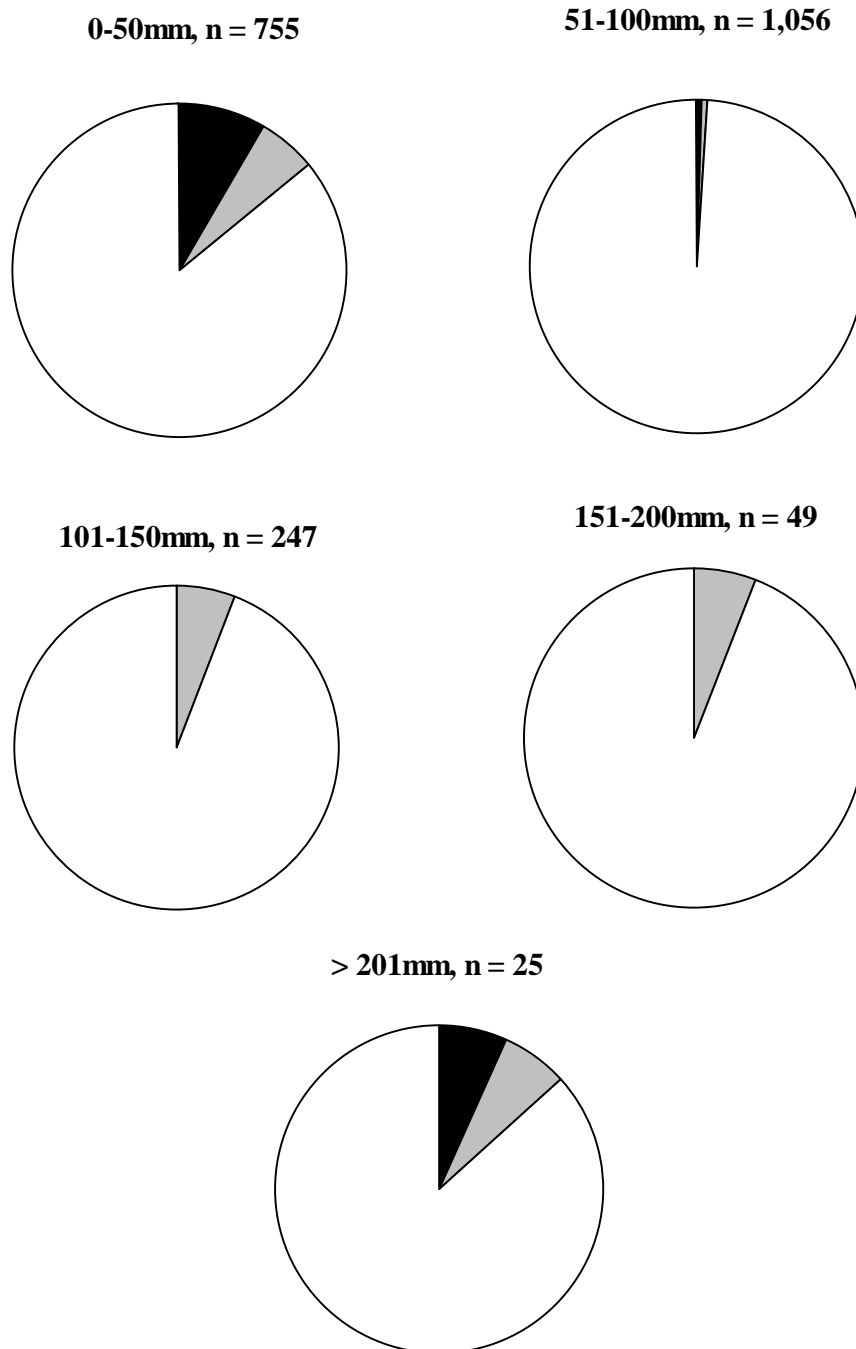 0-50mm, n = 755
51-100mm, n = 1,056
101-150mm, n = 247
151-200mm, n = 49
> 201mm, n = 25